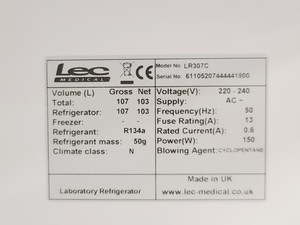 Lec
MEDICAL
CE
Model No: LR307C
Serial No: 61105207444441800
Volume (L) Gross Net
Total: 107 103
Refrigerator: 107 103
Freezer: - -
Refrigerant: R134a
Refrigerant mass: 50g
Climate class: N
Voltage(V): 220 - 240
Supply: AC ~
Frequency(Hz): 50
Fuse Rating(A): 13
Rated Current(A): 0.6
Power(W): 150
Blowing Agent: CYCLOPENTANE
Laboratory Refrigerator
Made in UK
www.lec-medical.co.uk